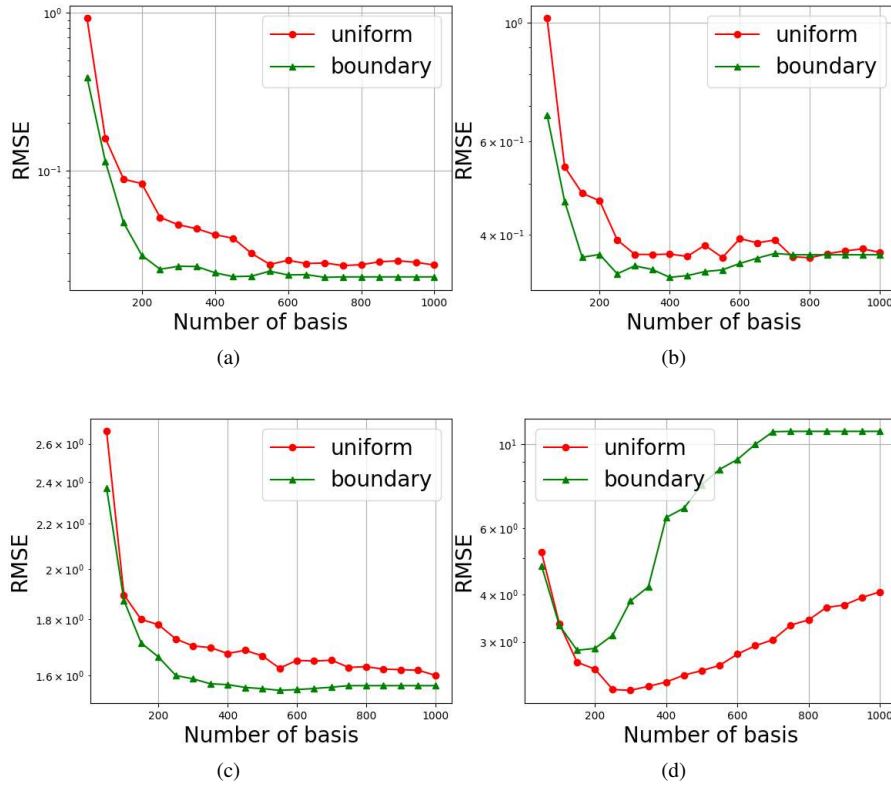 10⁰
10⁻¹
RMSE
uniform
boundary
200 400 600 800 1000
Number of basis
(a)
10⁰
6 × 10⁻¹
4 × 10⁻¹
RMSE
uniform
boundary
200 400 600 800 1000
Number of basis
(b)
2.6 × 10⁰
2.4 × 10⁰
2.2 × 10⁰
2 × 10⁰
1.8 × 10⁰
1.6 × 10⁰
RMSE
uniform
boundary
200 400 600 800 1000
Number of basis
(c)
10¹
6 × 10⁰
4 × 10⁰
3 × 10⁰
RMSE
uniform
boundary
200 400 600 800 1000
Number of basis
(d)